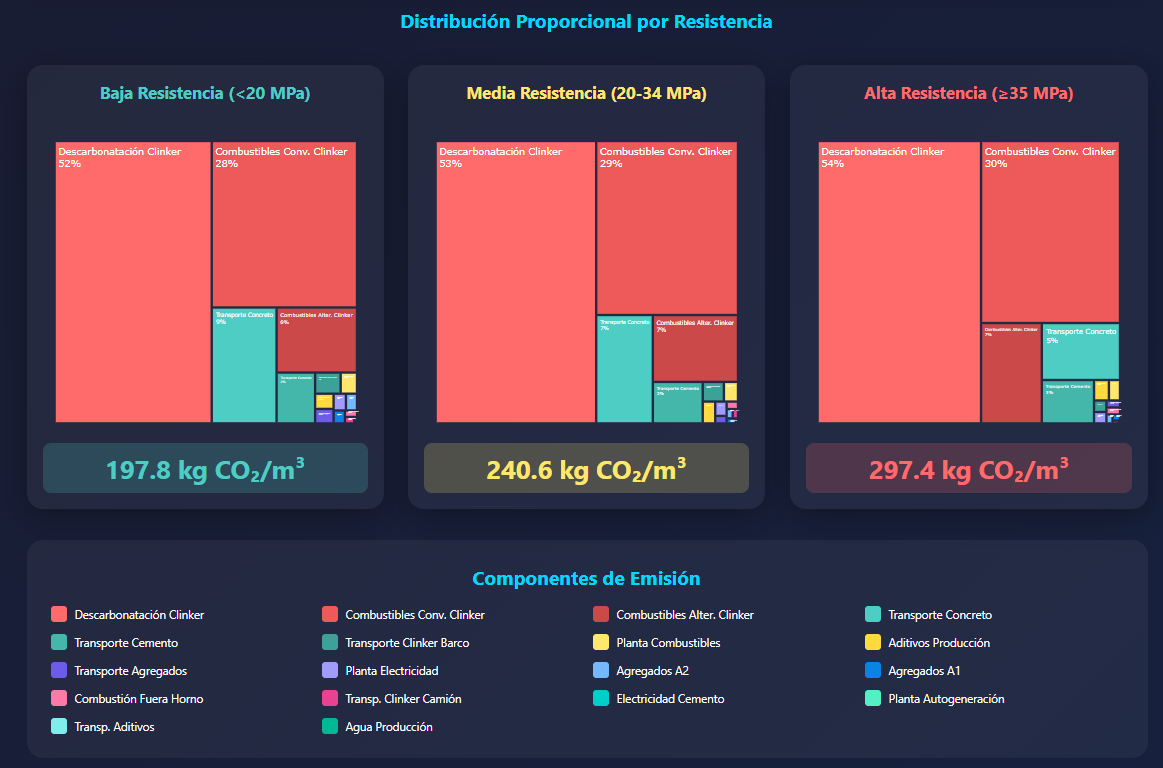 Distribución Proporcional por Resistencia
Baja Resistencia (<20 MPa)
Descarbonatación Clinker
52%
Combustibles Conv. Clinker
28%
Transporte Concreto
9%
Combustibles Alter. Clinker
6%
Transporte Cemento
197.8 kg CO₂/m³
Media Resistencia (20-34 MPa)
Descarbonatación Clinker
53%
Combustibles Conv. Clinker
29%
Transporte Concreto
7%
Combustibles Alter. Clinker
7%
Transporte Cemento
240.6 kg CO₂/m³
Alta Resistencia (≥35 MPa)
Descarbonatación Clinker
54%
Combustibles Conv. Clinker
30%
Combustibles Alter. Clinker
7%
Transporte Concreto
5%
Transporte Cemento
297.4 kg CO₂/m³
Componentes de Emisión
Descarbonatación Clinker
Combustibles Conv. Clinker
Combustibles Alter. Clinker
Transporte Concreto
Transporte Cemento
Transporte Clinker Barco
Planta Combustibles
Aditivos Producción
Transporte Agregados
Planta Electricidad
Agregados A2
Agregados A1
Combustión Fuera Horno
Transp. Clinker Camión
Electricidad Cemento
Planta Autogeneración
Transp. Aditivos
Agua Producción